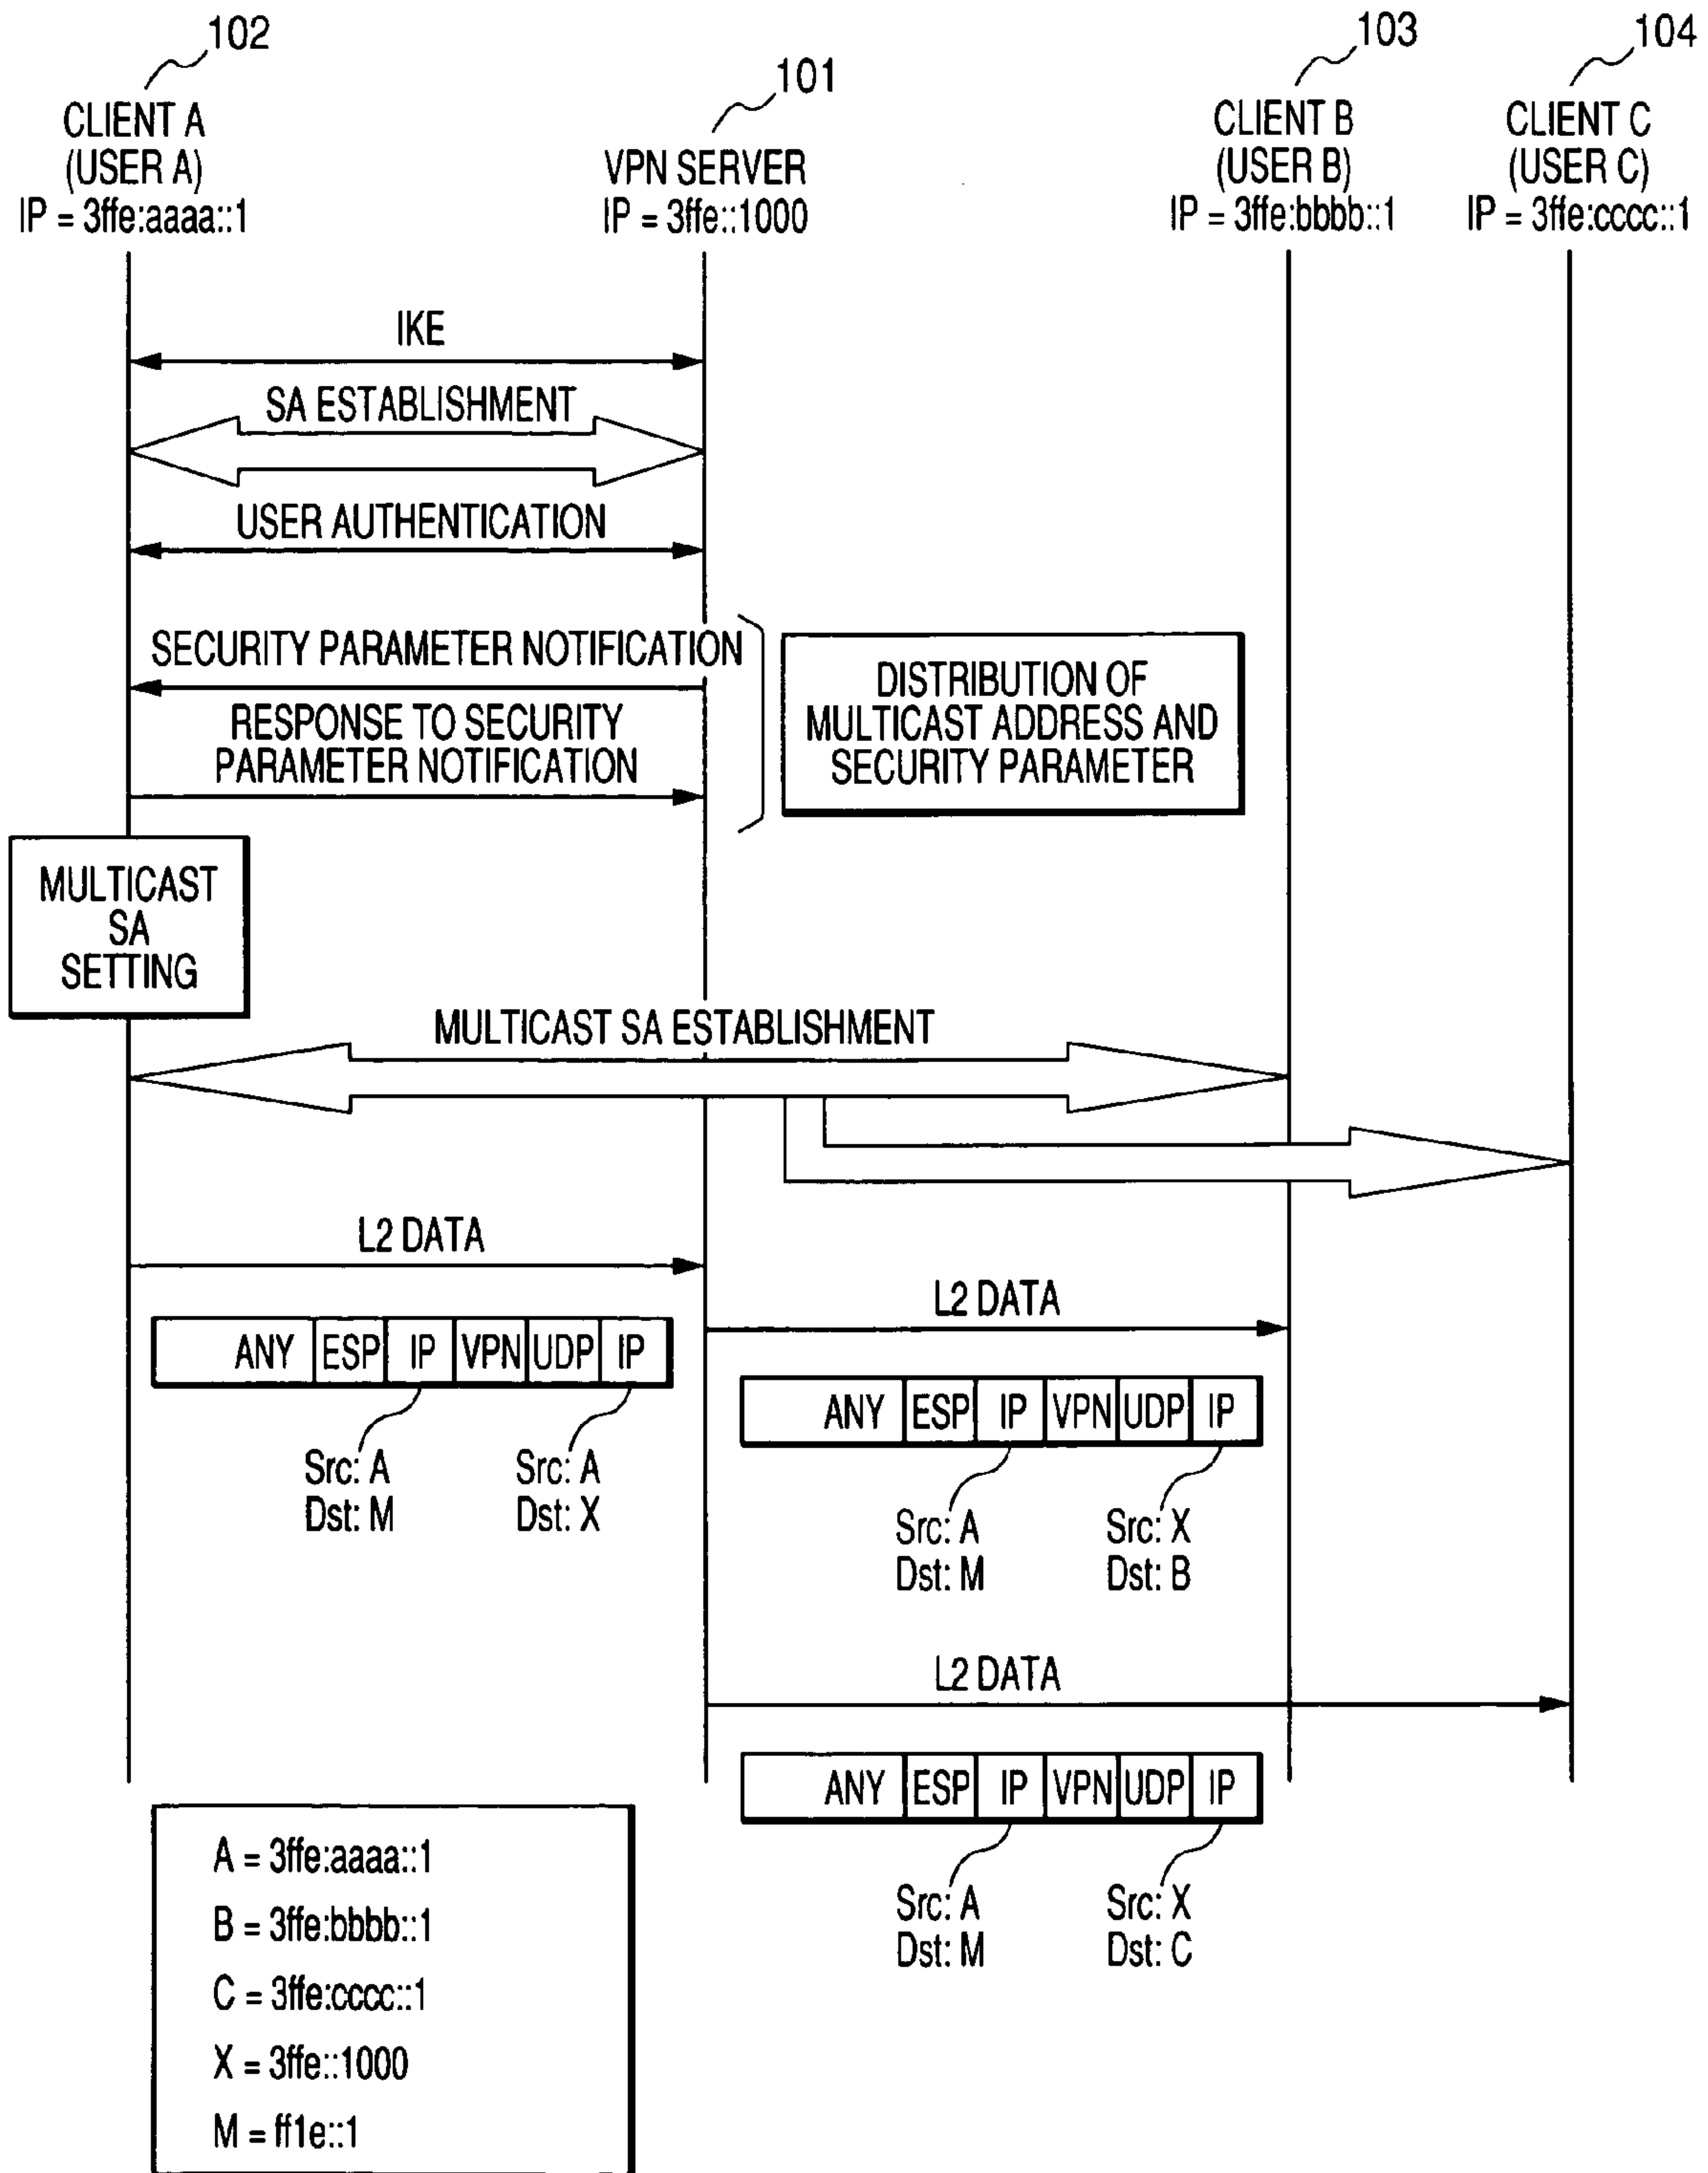 102
CLIENT A
(USER A)
IP = 3ffe:aaaa::1
101
VPN SERVER
IP = 3ffe::1000
103
CLIENT B
(USER B)
IP = 3ffe:bbbb::1
104
CLIENT C
(USER C)
IP = 3ffe:cccc::1
IKE
SA ESTABLISHMENT
USER AUTHENTICATION
SECURITY PARAMETER NOTIFICATION
RESPONSE TO SECURITY
PARAMETER NOTIFICATION
DISTRIBUTION OF
MULTICAST ADDRESS AND
SECURITY PARAMETER
MULTICAST
SA
SETTING
MULTICAST SA ESTABLISHMENT
L2 DATA
ANY ESP IP VPN UDP IP
Src: A
Dst: M
Src: A
Dst: X
L2 DATA
ANY ESP IP VPN UDP IP
Src: A
Dst: M
Src: X
Dst: B
L2 DATA
ANY ESP IP VPN UDP IP
Src: A
Dst: M
Src: X
Dst: C
A = 3ffe:aaaa::1
B = 3ffe:bbbb::1
C = 3ffe:cccc::1
X = 3ffe::1000
M = ff1e::1